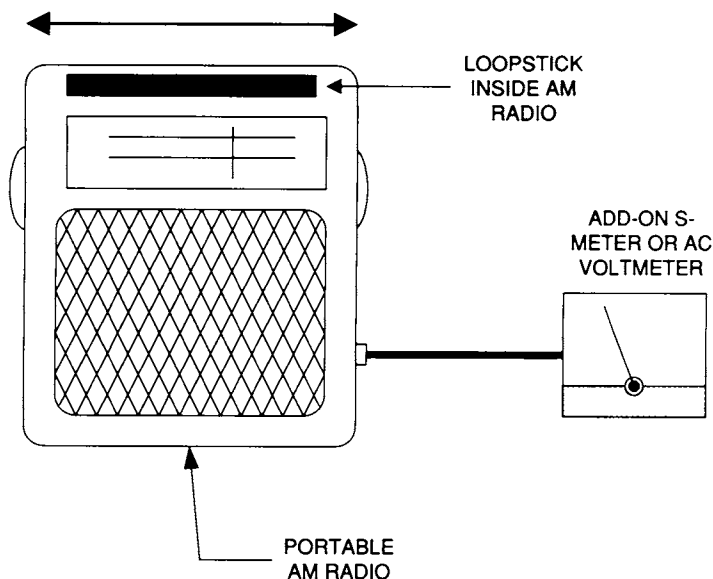 LOOPSTICK
INSIDE AM
RADIO
ADD-ON S-
METER OR AC
VOLTMETER
PORTABLE
AM RADIO